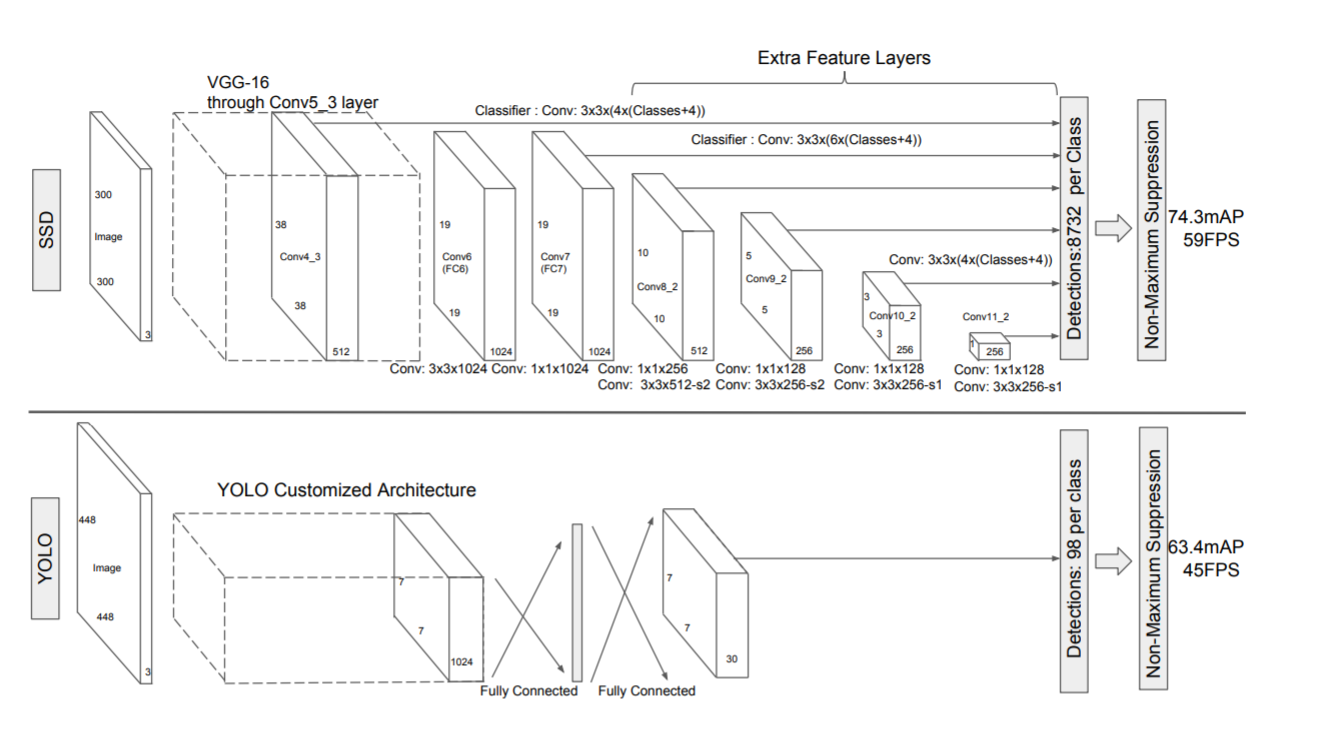 Extra Feature Layers
VGG-16
through Conv5_3 layer
Classifier : Conv: 3x3x(4x(Classes+4))
Classifier : Conv: 3x3x(6x(Classes+4))
SSD
300
Image
300
3
38
Conv4_3
38
512
19
Conv6
(FC6)
19
1024
19
Conv7
(FC7)
19
1024
10
Conv8_2
10
512
5
Conv9_2
5
256
Conv: 3x3x(4x(Classes+4))
3
Conv10_2
3
256
Conv11_2
1
256
Conv: 3x3x1024
Conv: 1x1x1024
Conv: 1x1x256
Conv: 3x3x512-s2
Conv: 1x1x128
Conv: 3x3x256-s2
Conv: 1x1x128
Conv: 3x3x256-s1
Conv: 1x1x128
Conv: 3x3x256-s1
Detections:8732 per Class
Non-Maximum Suppression
74.3mAP
59FPS
YOLO
448
Image
448
3
YOLO Customized Architecture
7
7
1024
Fully Connected
Fully Connected
7
7
30
Detections: 98 per class
Non-Maximum Suppression
63.4mAP
45FPS